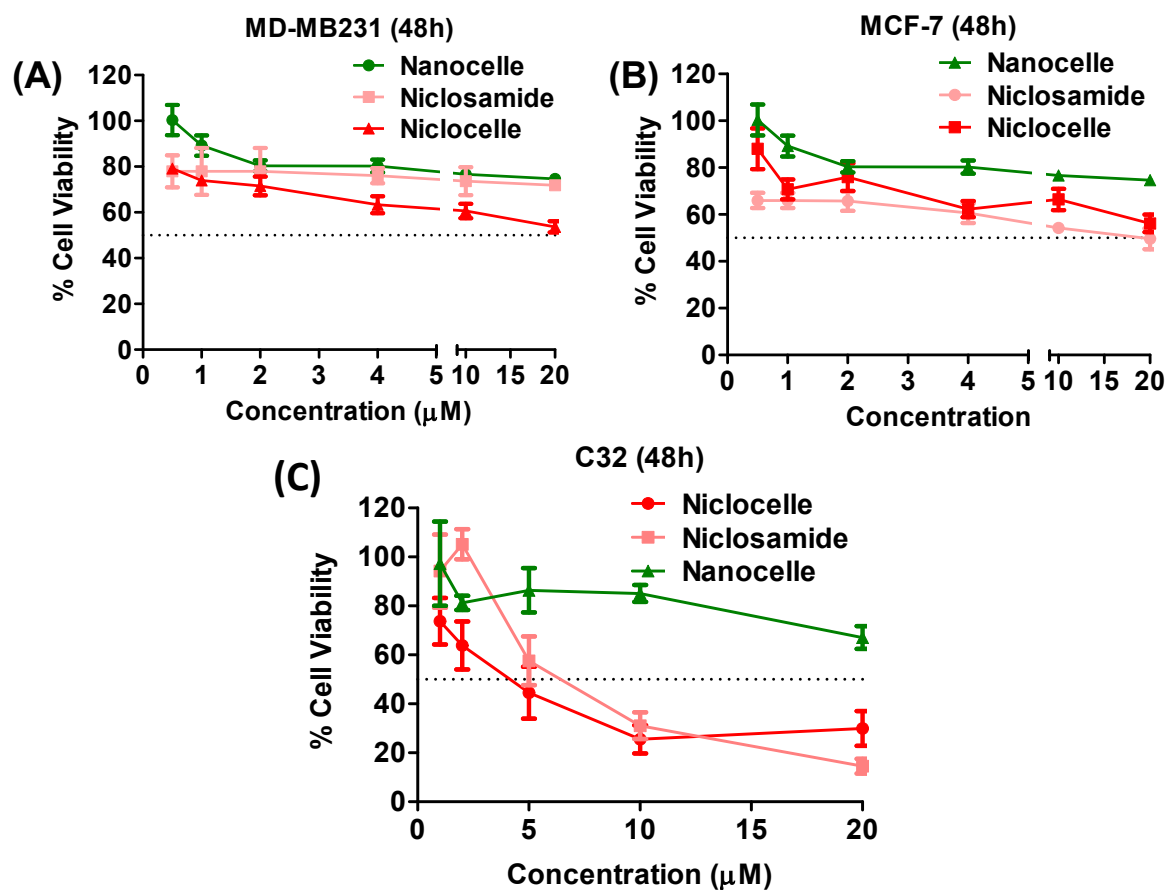 MD-MB231 (48h)
(A)
Nanocelle
Niclosamide
Niclocelle
% Cell Viability
120
100
80
60
40
20
0
0 1 2 4 5 10 15 20
Concentration (μM)
MCF-7 (48h)
(B)
Nanocelle
Niclosamide
Niclocelle
% Cell Viability
120
100
80
60
40
20
0
0 1 2 4 5 10 15 20
Concentration
C32 (48h)
(C)
Niclocelle
Niclosamide
Nanocelle
% Cell Viability
120
100
80
60
40
20
0
0 5 10 15 20
Concentration (μM)